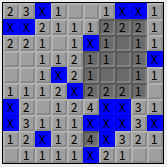 2 3 X 1 1 X X 1
X X 2 1 1 1 2 2 2 1
2 2 1 1 X 1 1 1
1 1 2 1 1 1 X
1 X 2 1 1 1
1 1 1 2 X 2 2 2 1
X 2 1 2 4 X X 3 1
X 3 1 1 1 X X X 3 X
1 2 X 1 2 4 X 3 2 1
1 1 1 1 X 2 1